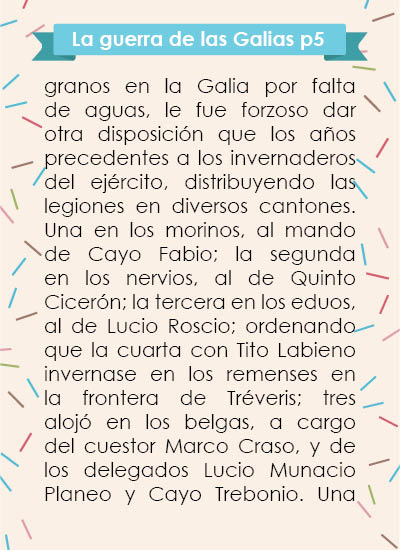 La guerra de las Galias p5
granos en la Galia por falta
de aguas, le fue forzoso dar
otra disposición que los años
precedentes a los invernaderos
del ejército, distribuyendo las
legiones en diversos cantones.
Una en los morinos, al mando
de Cayo Fabio; la segunda
en los nervios, al de Quinto
Cicerón; la tercera en los eduos,
al de Lucio Roscio; ordenando
que la cuarta con Tito Labieno
invernase en los remenses en
la frontera de Tréveris; tres
alojó en los belgas, a cargo
del cuestor Marco Craso, y de
los delegados Lucio Munacio
Planeo y Cayo Trebonio. Una